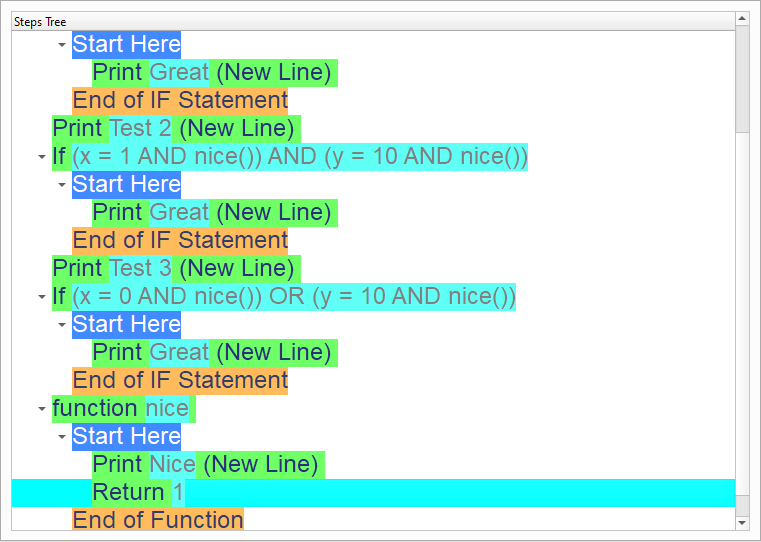 Steps Tree
Start Here
Print Great (New Line)
End of IF Statement
Print Test 2 (New Line)
If (x = 1 AND nice()) AND (y = 10 AND nice())
Start Here
Print Great (New Line)
End of IF Statement
Print Test 3 (New Line)
If (x = 0 AND nice()) OR (y = 10 AND nice())
Start Here
Print Great (New Line)
End of IF Statement
function nice
Start Here
Print Nice (New Line)
Return 1
End of Function